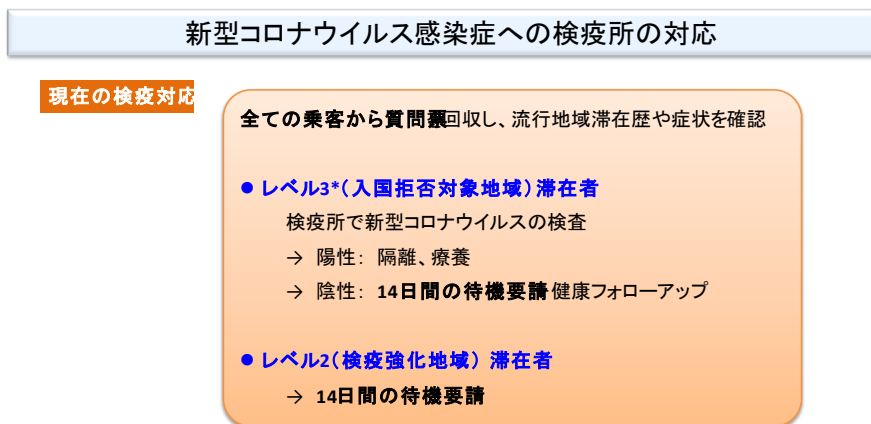 新型コロナウイルス感染症への検疫所の対応
現在の検疫対応
全ての乗客から質問票回収し、流行地域滞在歴や症状を確認
● レベル3*（入国拒否対象地域）滞在者
検疫所で新型コロナウイルスの検査
→ 陽性： 隔離、療養
→ 陰性： 14日間の待機要請 健康フォローアップ
● レベル2（検疫強化地域） 滞在者
→ 14日間の待機要請